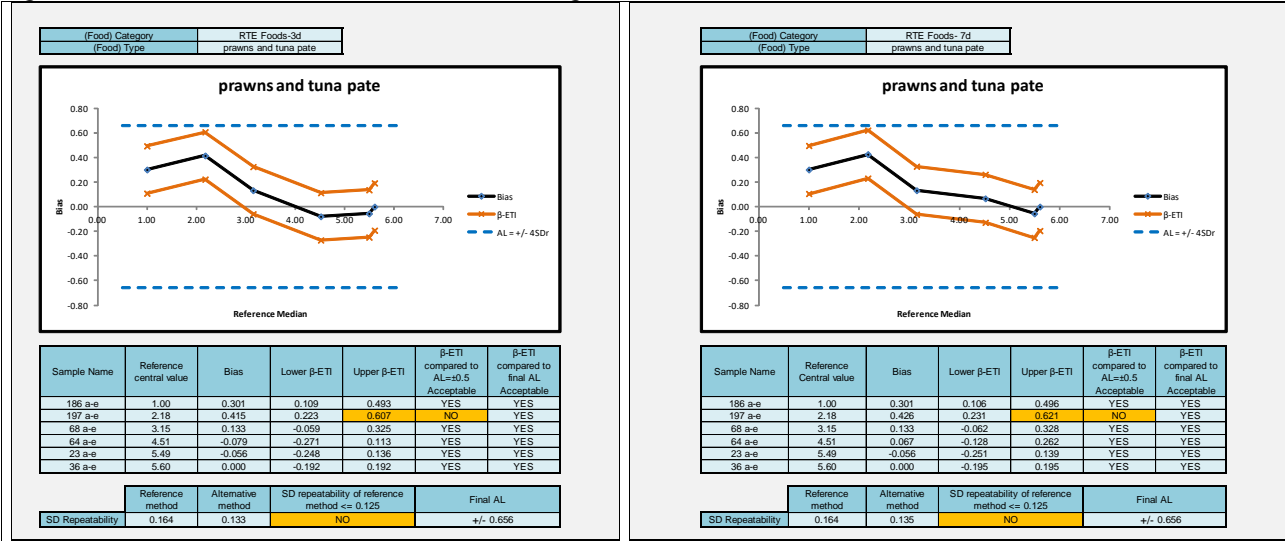 (Food) Category RTE Foods-3d
(Food) Type prawns and tuna pate
prawns and tuna pate
0.80
0.60
0.40
0.20
0.00
-0.20
-0.40
-0.60
-0.80
0.00 1.00 2.00 3.00 4.00 5.00 6.00 7.00
Bias
Reference Median
Bias
β-ETI
AL = +/- 4SDr
Sample Name Reference central value Bias Lower β-ETI Upper β-ETI β-ETI compared to AL=±0.5 Acceptable β-ETI compared to final AL Acceptable
186 a-e 1.00 0.301 0.109 0.493 YES YES
197 a-e 2.18 0.415 0.223 0.607 NO YES
68 a-e 3.15 0.133 -0.059 0.325 YES YES
64 a-e 4.51 -0.079 -0.271 0.113 YES YES
23 a-e 5.49 -0.056 -0.248 0.136 YES YES
36 a-e 5.60 0.000 -0.192 0.192 YES YES
Reference method Alternative method SD repeatability of reference method <= 0.125 Final AL
SD Repeatability 0.164 0.133 NO +/- 0.656
(Food) Category RTE Foods- 7d
(Food) Type prawns and tuna pate
prawns and tuna pate
0.80
0.60
0.40
0.20
0.00
-0.20
-0.40
-0.60
-0.80
0.00 1.00 2.00 3.00 4.00 5.00 6.00 7.00
Bias
Reference Median
Bias
β-ETI
AL = +/- 4SDr
Sample Name Reference Central value Bias Lower β-ETI Upper β-ETI β-ETI compared to AL=±0.5 Acceptable β-ETI compared to final AL Acceptable
186 a-e 1.00 0.301 0.106 0.496 YES YES
197 a-e 2.18 0.426 0.231 0.621 NO YES
68 a-e 3.15 0.133 -0.062 0.328 YES YES
64 a-e 4.51 0.067 -0.128 0.262 YES YES
23 a-e 5.49 -0.056 -0.251 0.139 YES YES
36 a-e 5.60 0.000 -0.195 0.195 YES YES
Reference method Alternative method SD repeatability of reference method <= 0.125 Final AL
SD Repeatability 0.164 0.135 NO +/- 0.656